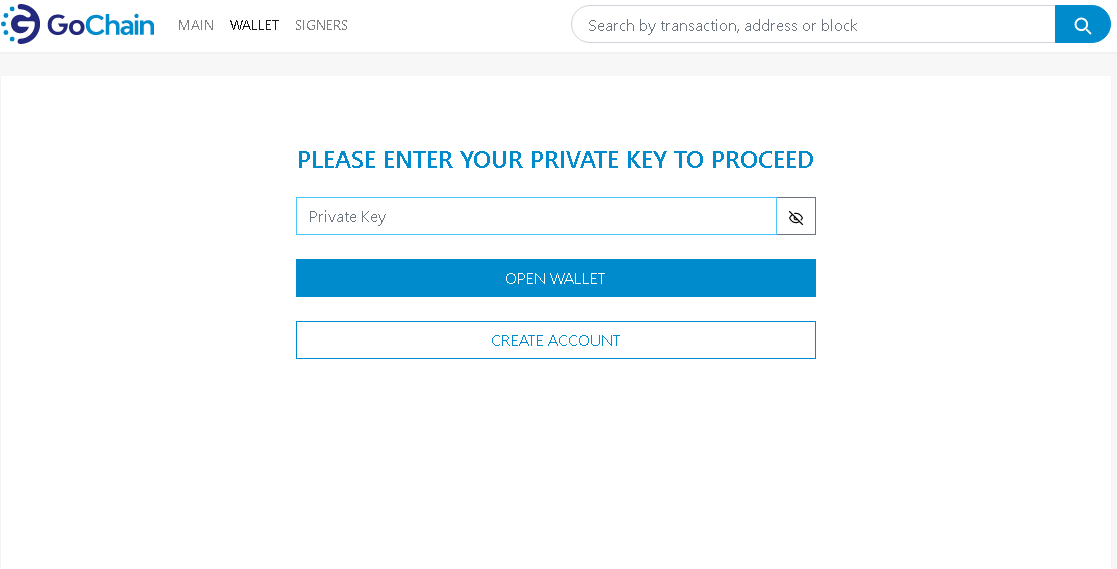 GoChain MAIN WALLET SIGNERS Search by transaction, address or block
PLEASE ENTER YOUR PRIVATE KEY TO PROCEED
Private Key
OPEN WALLET
CREATE ACCOUNT